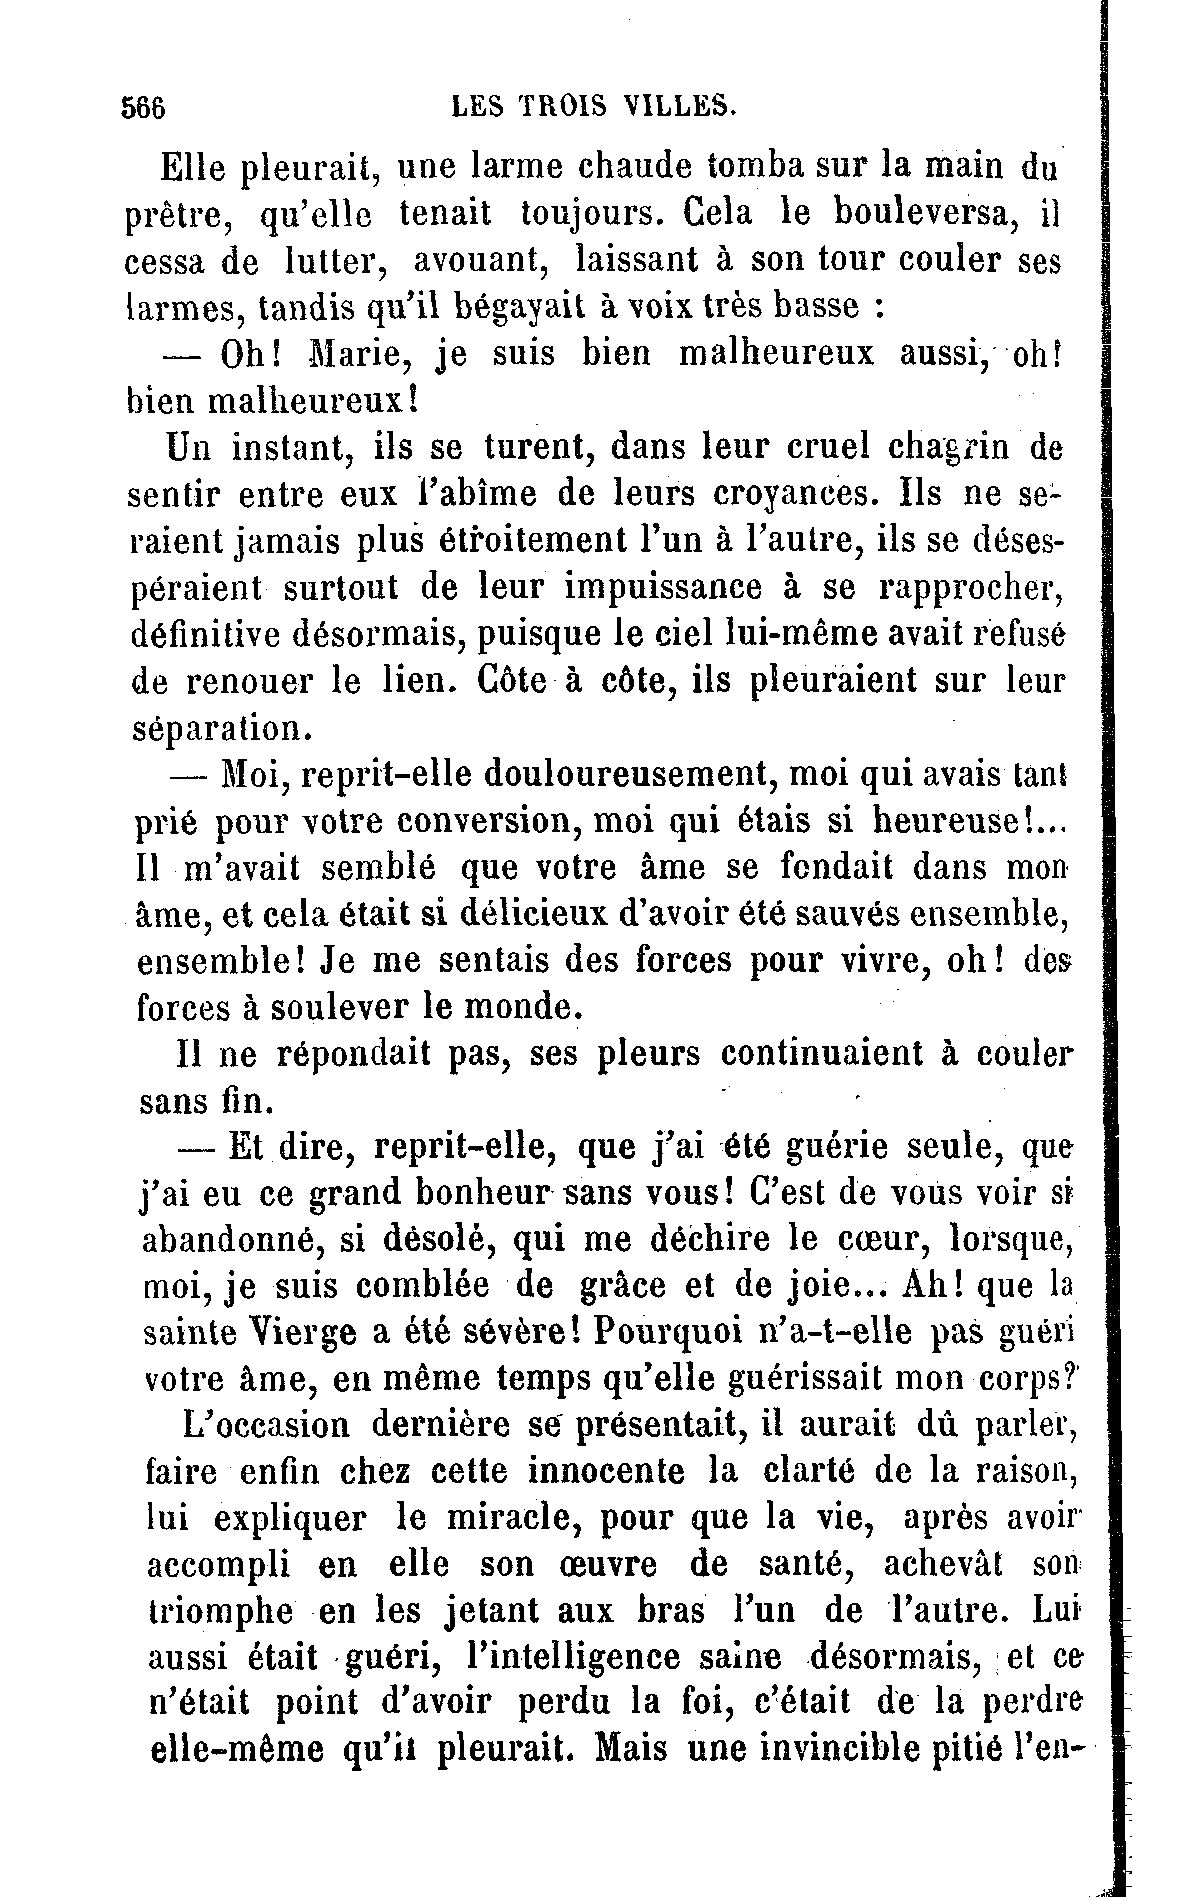 566 LES TROIS VILLES.
Elle pleurait, une larme chaude tomba sur la main du
prêtre, qu'elle tenait toujours. Cela le bouleversa, il
cessa de lutter, avouant, laissant à son tour couler ses
larmes, tandis qu'il bégayait à voix très basse :
— Oh! Marie, je suis bien malheureux aussi, oh!
bien malheureux!
Un instant, ils se turent, dans leur cruel chagrin de
sentir entre eux l'abîme de leurs croyances. Ils ne se-
raient jamais plus étroitement l'un à l'autre, ils se déses-
péraient surtout de leur impuissance à se rapprocher,
définitive désormais, puisque le ciel lui-même avait refusé
de renouer le lien. Côte à côte, ils pleuraient sur leur
séparation.
— Moi, reprit-elle douloureusement, moi qui avais tant
prié pour votre conversion, moi qui étais si heureuse!...
Il m'avait semblé que votre âme se fondait dans mon
âme, et cela était si délicieux d'avoir été sauvés ensemble,
ensemble! Je me sentais des forces pour vivre, oh! des
forces à soulever le monde.
Il ne répondait pas, ses pleurs continuaient à couler
sans fin.
— Et dire, reprit-elle, que j'ai été guérie seule, que
j'ai eu ce grand bonheur sans vous! C'est de vous voir si
abandonné, si désolé, qui me déchire le cœur, lorsque,
moi, je suis comblée de grâce et de joie... Ah! que la
sainte Vierge a été sévère! Pourquoi n'a-t-elle pas guéri
votre âme, en même temps qu'elle guérissait mon corps?
L'occasion dernière se présentait, il aurait dû parler,
faire enfin chez cette innocente la clarté de la raison,
lui expliquer le miracle, pour que la vie, après avoir
accompli en elle son œuvre de santé, achevât son
triomphe en les jetant aux bras l'un de l'autre. Lui
aussi était guéri, l'intelligence saine désormais, et ce
n'était point d'avoir perdu la foi, c'était de la perdre
elle-même qu'il pleurait. Mais une invincible pitié l'en-